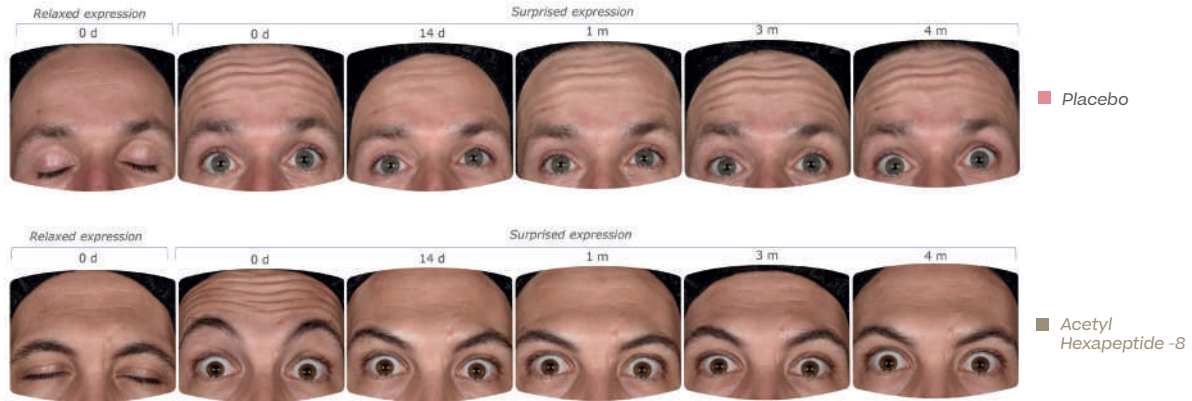 Relaxed expression
Surprised expression
0 d
0 d
14 d
1 m
3 m
4 m
Placebo
Relaxed expression
Surprised expression
0 d
0 d
14 d
1 m
3 m
4 m
Acetyl
Hexapeptide -8